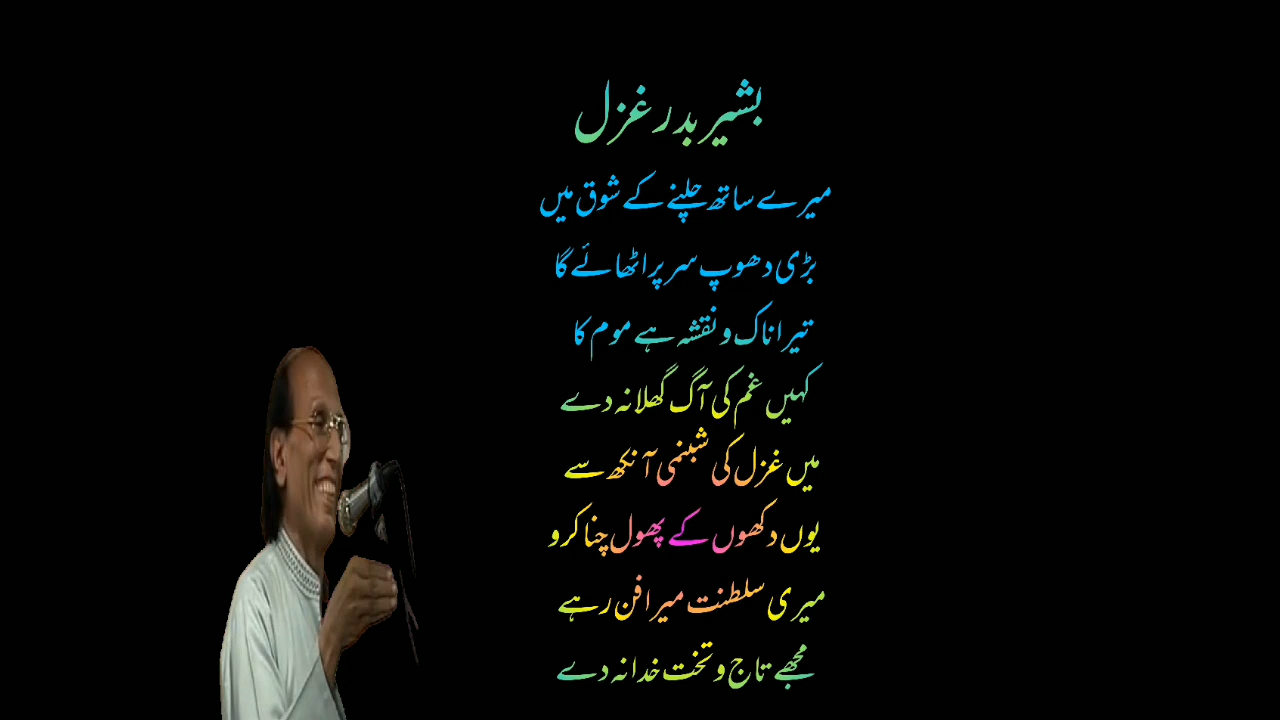 بشیر بدر غزل
میرے ساتھ چلنے کے شوق میں
بڑی دھوپ سر پر اٹھائے گا
تیرا ناک و نقشہ ہے موم کا
کہیں غم کی آگ گھلا نہ دے
میں غزل کی شبنمی آنکھ سے
یوں دکھوں کے پھول چنا کرو
میری سلطنت میرا فن رہے
مجھے تاج و تخت خدا نہ دے